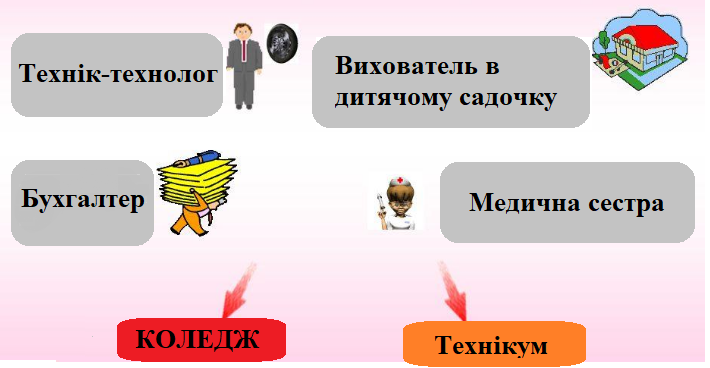 Технік-технолог
Вихователь в
дитячому садочку
Бухгалтер
Медична сестра
КОЛЕДЖ
Технікум